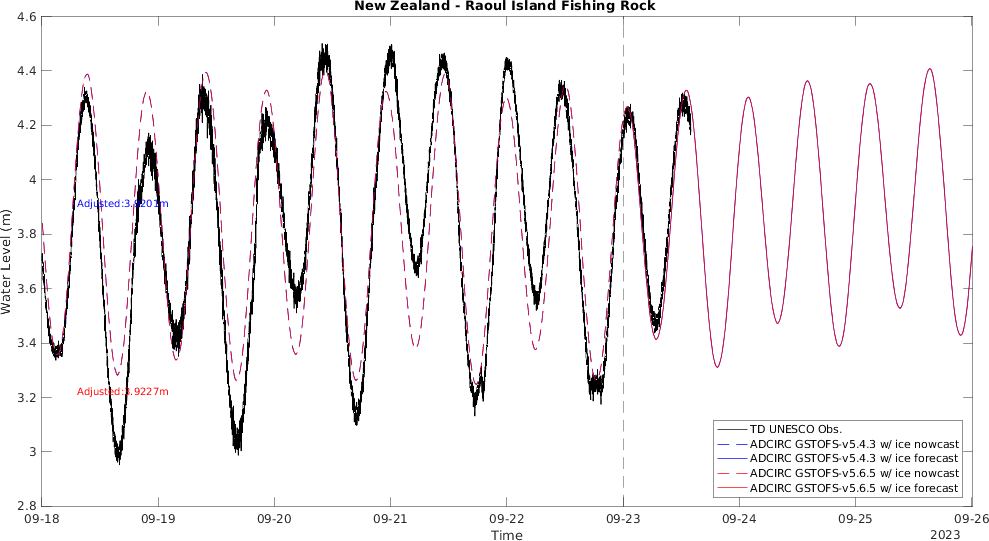 New Zealand - Raoul Island Fishing Rock
4.6
4.4
4.2
4
3.8
3.6
3.4
3.2
3
2.8
Water Level (m)
Adjusted:3.9201m
Adjusted:3.9227m
TD UNESCO Obs.
ADCIRC GSTOFS-v5.4.3 w/ ice nowcast
ADCIRC GSTOFS-v5.4.3 w/ ice forecast
ADCIRC GSTOFS-v5.6.5 w/ ice nowcast
ADCIRC GSTOFS-v5.6.5 w/ ice forecast
09-18 09-19 09-20 09-21 09-22 09-23 09-24 09-25 09-26
Time
2023